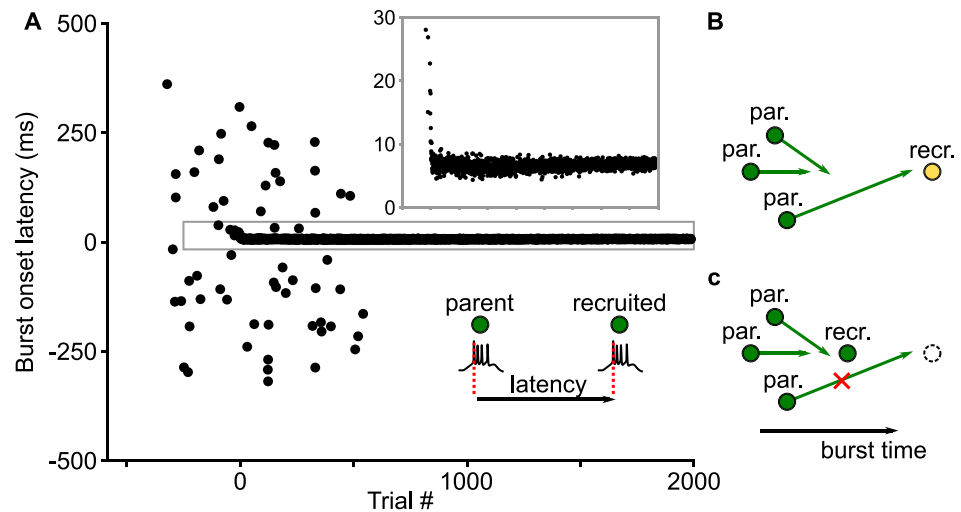 A
Burst onset latency (ms)
500
250
0
-250
-500
30
20
10
0
parent
recruited
latency
0
1000
2000
Trial #
B
par.
par.
recr.
par.
c
par.
par.
recr.
par.
burst time